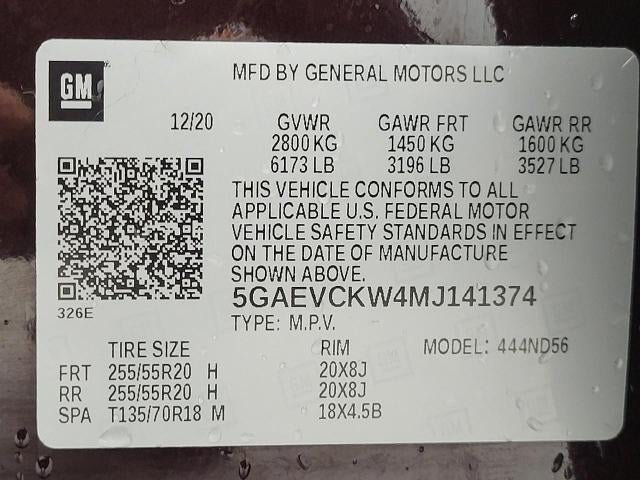 GM
MFD BY GENERAL MOTORS LLC
12/20 GVWR GAWR FRT GAWR RR
2800 KG 1450 KG 1600 KG
6173 LB 3196 LB 3527 LB
THIS VEHICLE CONFORMS TO ALL
APPLICABLE U.S. FEDERAL MOTOR
VEHICLE SAFETY STANDARDS IN EFFECT
ON THE DATE OF MANUFACTURE
SHOWN ABOVE.
5GAEVCKW4MJ141374
326E
TYPE: M.P.V.
TIRE SIZE RIM MODEL: 444ND56
FRT 255/55R20 H 20X8J
RR 255/55R20 H 20X8J
SPA T135/70R18 M 18X4.5B